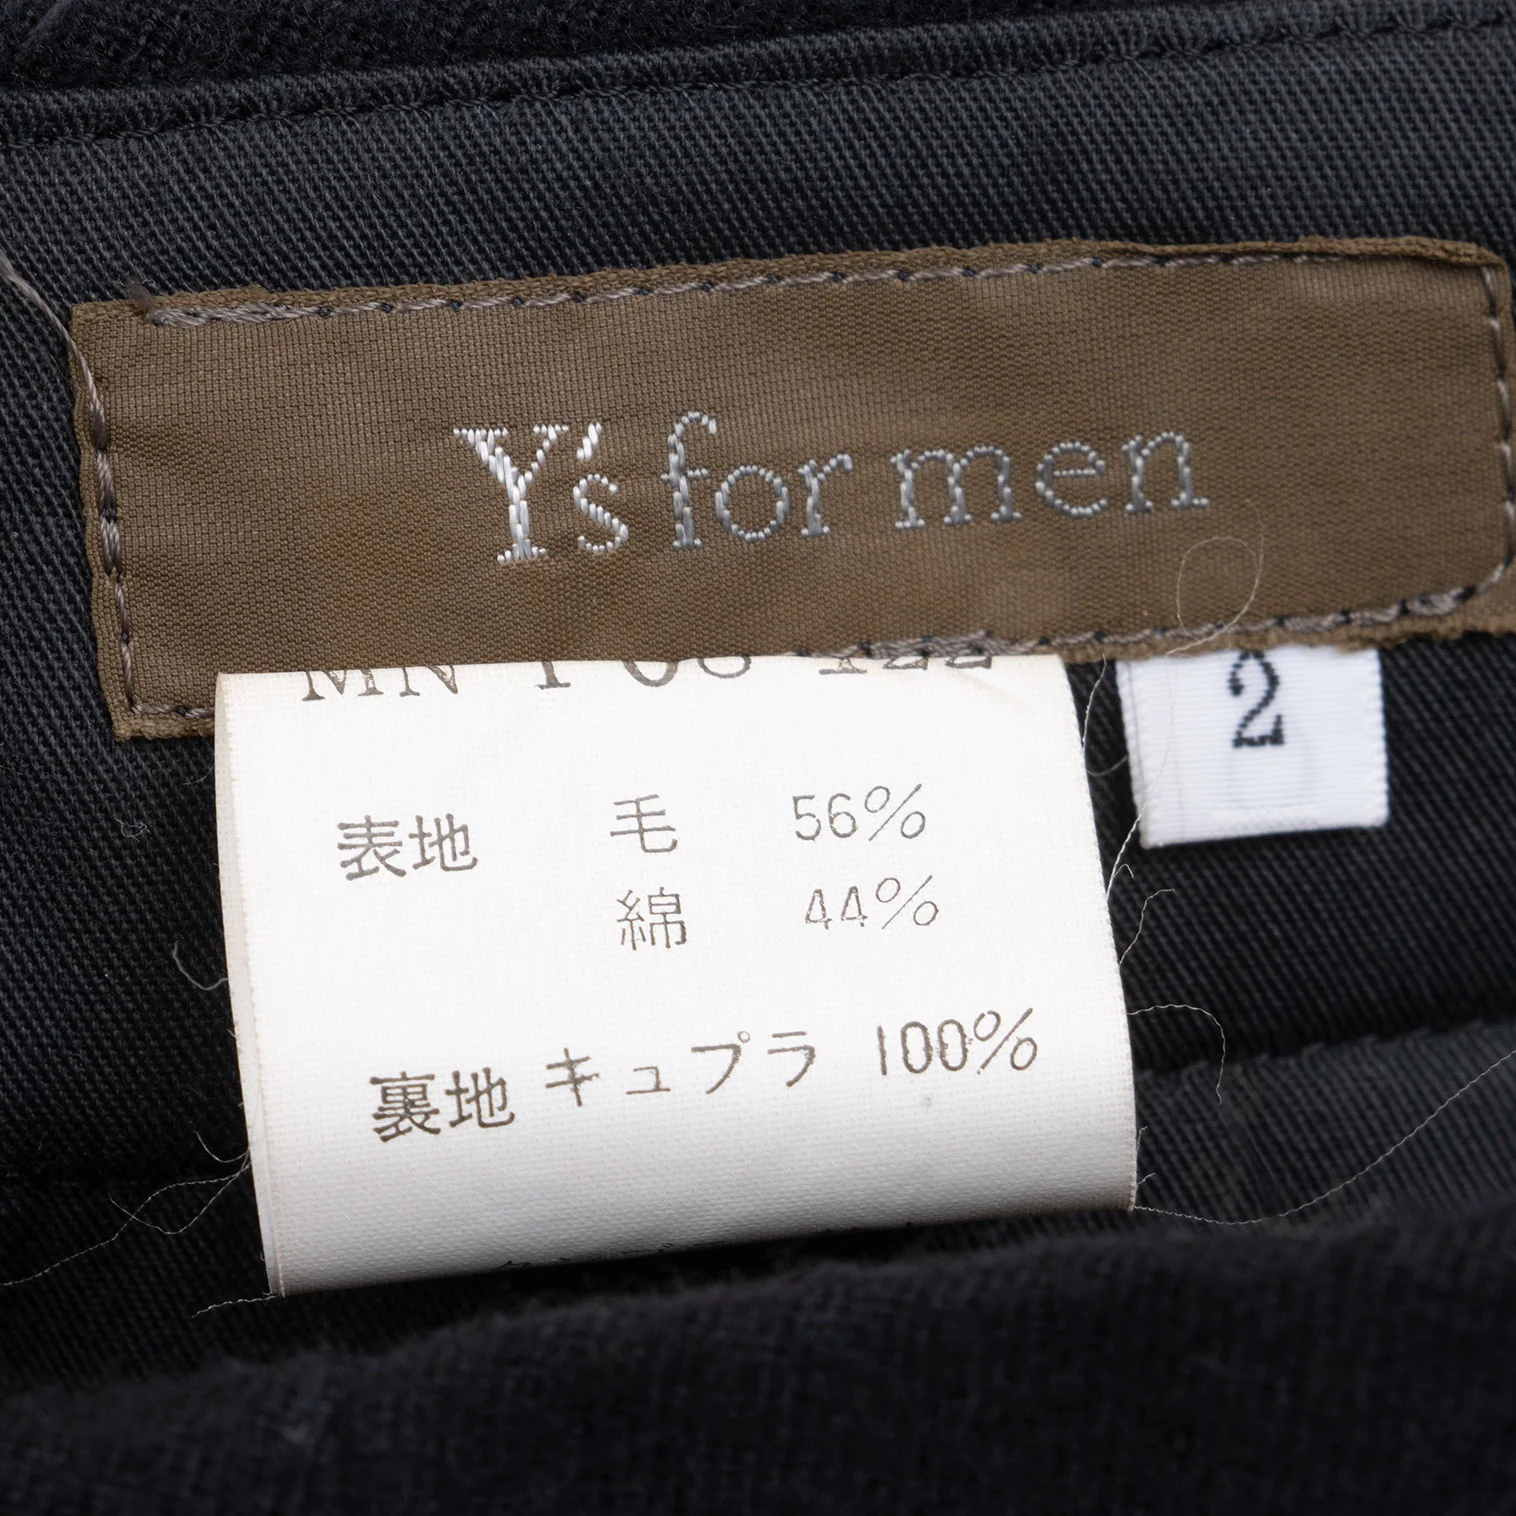 Y's for men
2
表地 毛 56%
綿 44%
裏地 キュプラ 100%